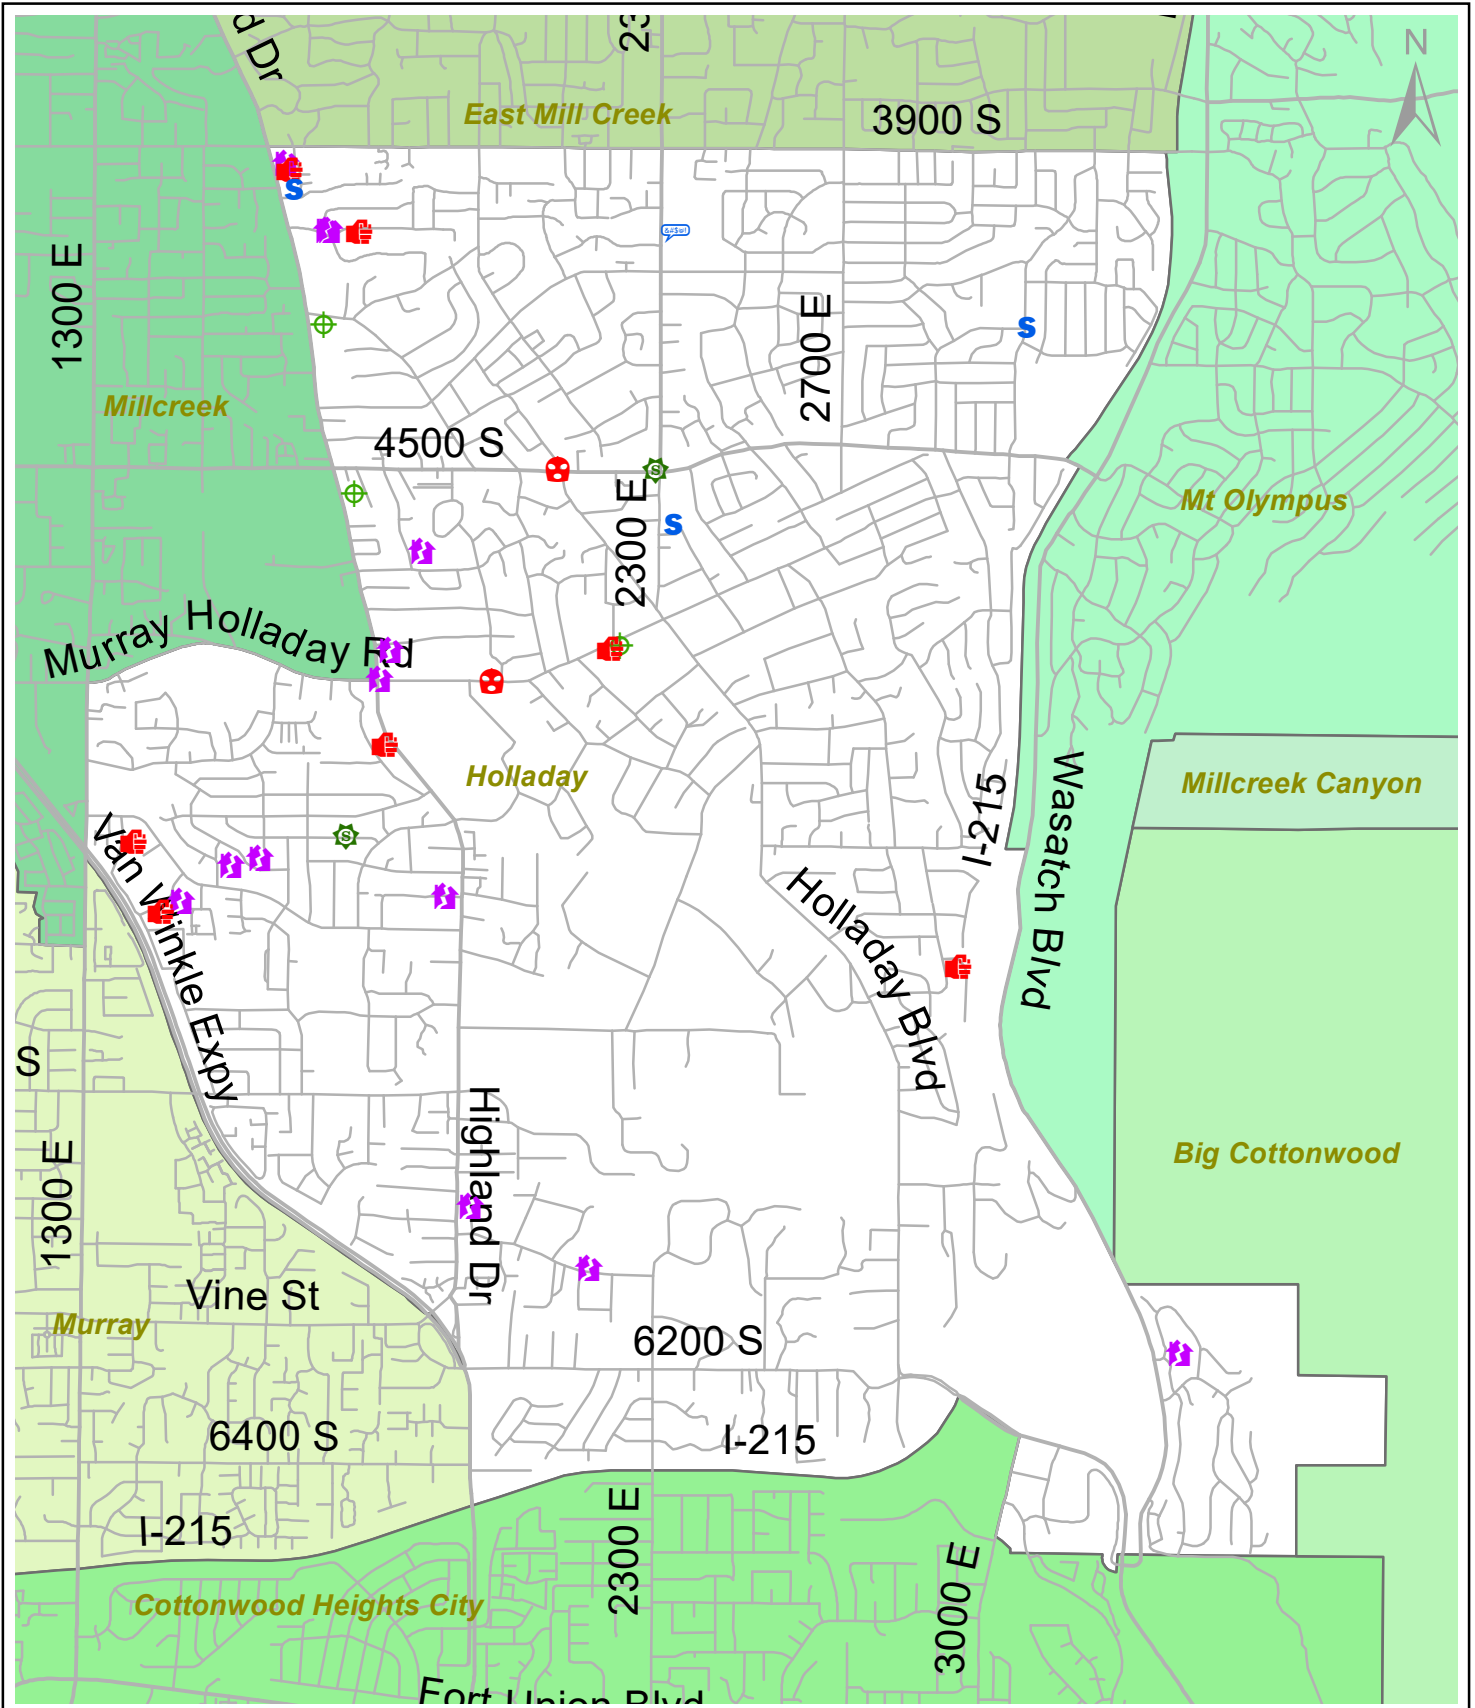 d Dr
23
N
East Mill Creek
3900 S
&#$@!
1300 E
2700 E
Millcreek
4500 S
S
Mt Olympus
S
2300 E
S
S
Murray Holladay Rd
Holladay
I-215
Wasatch Blvd
Millcreek Canyon
Van Winkle Expy
S
Holladay Blvd
S
Highland Dr
1300 E
Big Cottonwood
Vine St
Murray
6200 S
6400 S
I-215
I-215
2300 E
3000 E
Cottonwood Heights City
Fort Union Blvd